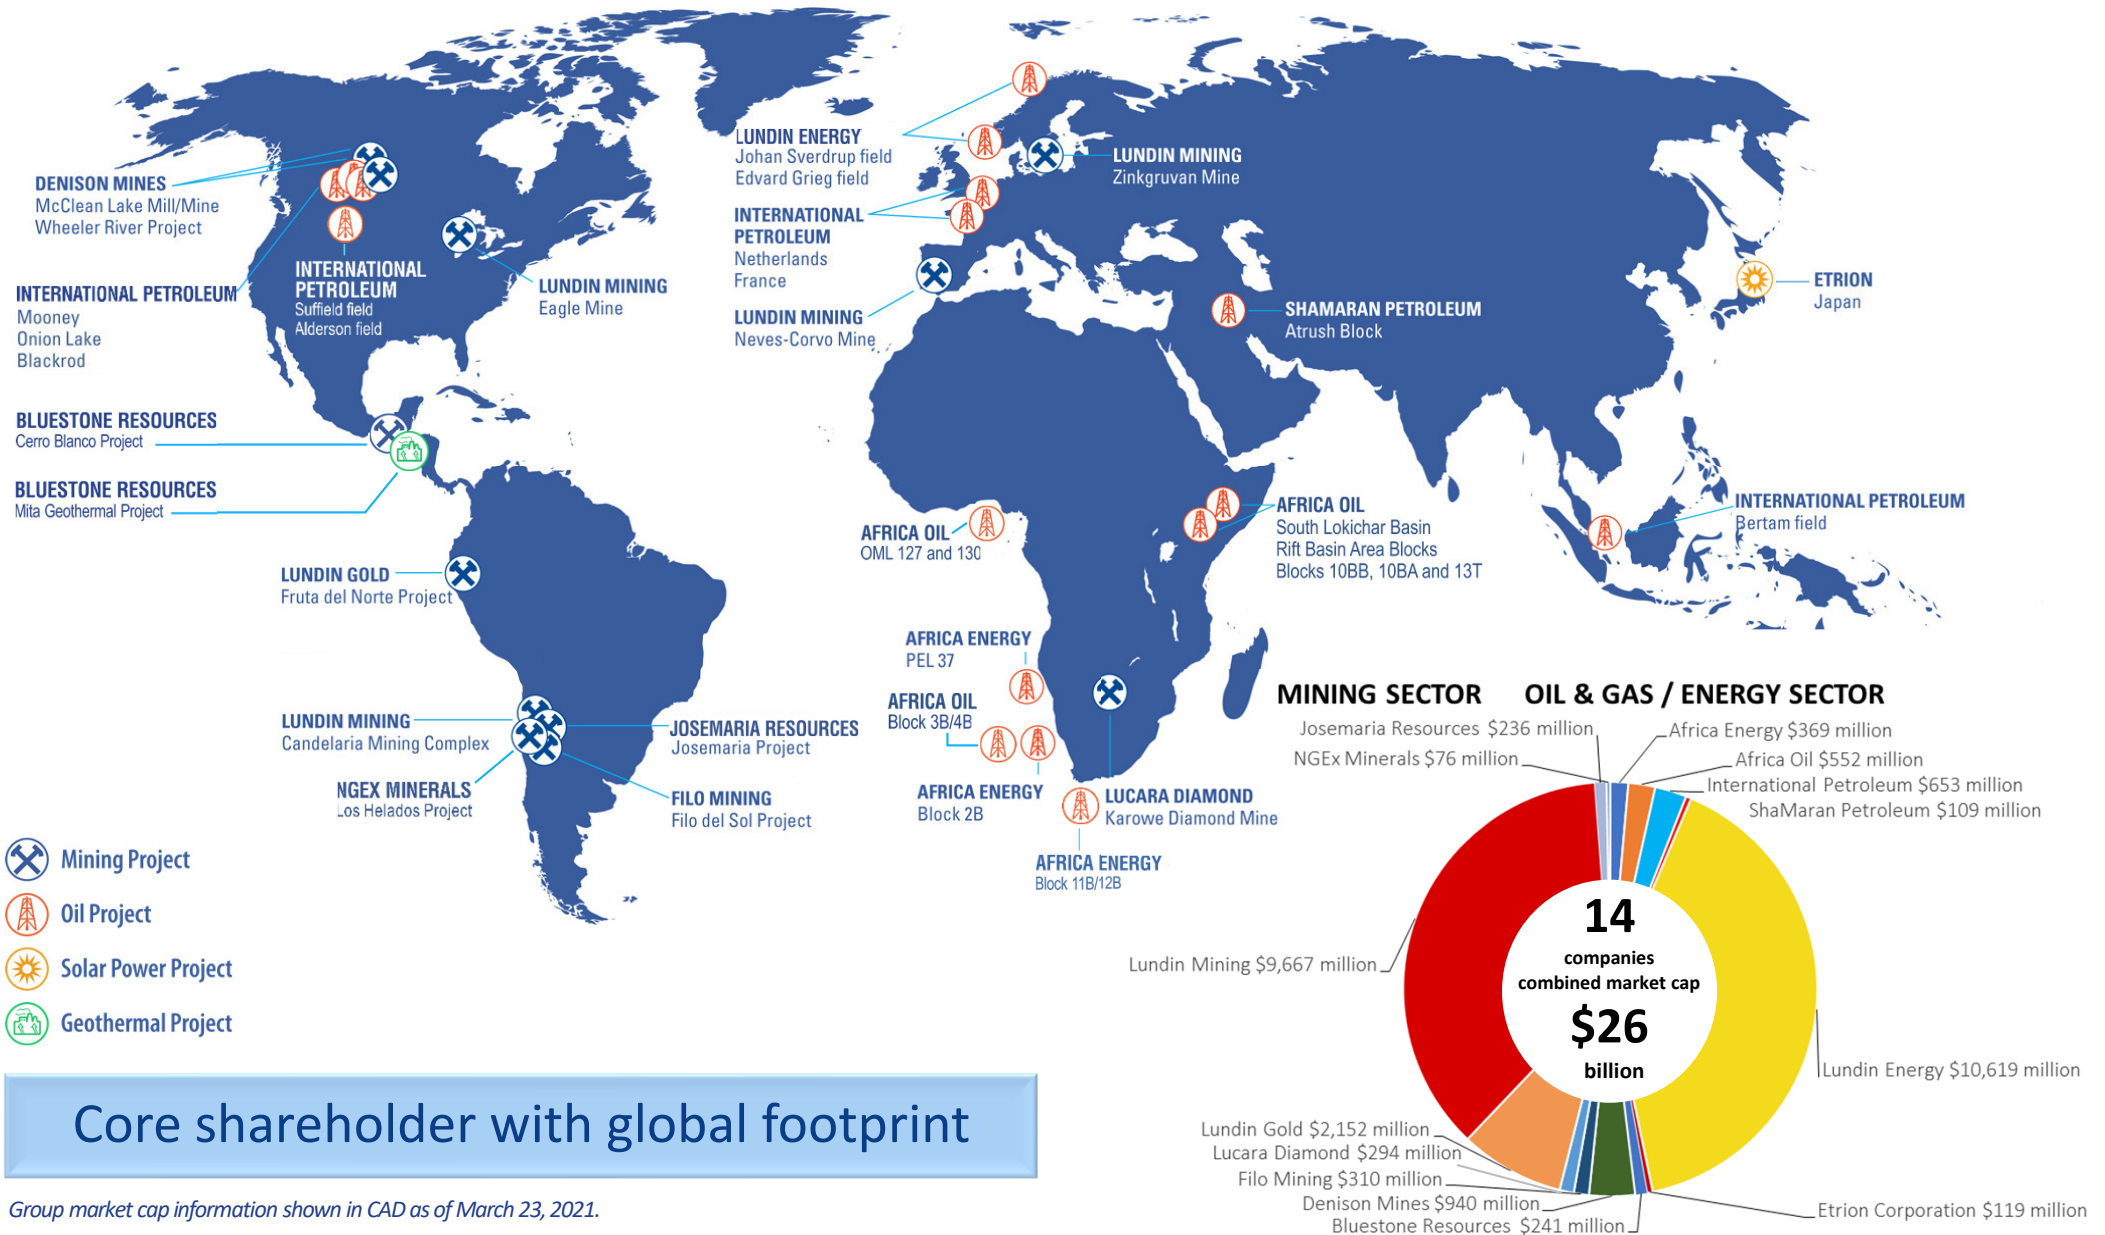 DENISON MINES
McClean Lake Mill/Mine
Wheeler River Project
INTERNATIONAL PETROLEUM
Mooney
Onion Lake
Blackrod
INTERNATIONAL
PETROLEUM
Suffield field
Alderson field
LUNDIN MINING
Eagle Mine
BLUESTONE RESOURCES
Cerro Blanco Project
BLUESTONE RESOURCES
Mita Geothermal Project
LUNDIN GOLD
Fruta del Norte Project
LUNDIN MINING
Candelaria Mining Complex
NGEX MINERALS
Los Helados Project
JOSEMARIA RESOURCES
Josemaria Project
FILO MINING
Filo del Sol Project
LUNDIN ENERGY
Johan Sverdrup field
Edvard Grieg field
LUNDIN MINING
Zinkgruvan Mine
INTERNATIONAL
PETROLEUM
Netherlands
France
LUNDIN MINING
Neves-Corvo Mine
SHAMARAN PETROLEUM
Atrush Block
ETRION
Japan
INTERNATIONAL PETROLEUM
Bertam field
AFRICA OIL
OML 127 and 130
AFRICA OIL
South Lokichar Basin
Rift Basin Area Blocks
Blocks 10BB, 10BA and 13T
AFRICA ENERGY
PEL 37
AFRICA OIL
Block 3B/4B
AFRICA ENERGY
Block 2B
LUCARA DIAMOND
Karowe Diamond Mine
AFRICA ENERGY
Block 11B/12B
Mining Project
Oil Project
Solar Power Project
Geothermal Project
MINING SECTOR OIL & GAS / ENERGY SECTOR
Josemaria Resources $236 million
NGEx Minerals $76 million
Africa Energy $369 million
Africa Oil $552 million
International Petroleum $653 million
ShaMaran Petroleum $109 million
Lundin Mining $9,667 million
14
companies
combined market cap
$26
billion
Lundin Energy $10,619 million
Lundin Gold $2,152 million
Lucara Diamond $294 million
Filo Mining $310 million
Denison Mines $940 million
Bluestone Resources $241 million
Etrion Corporation $119 million
Core shareholder with global footprint
Group market cap information shown in CAD as of March 23, 2021.